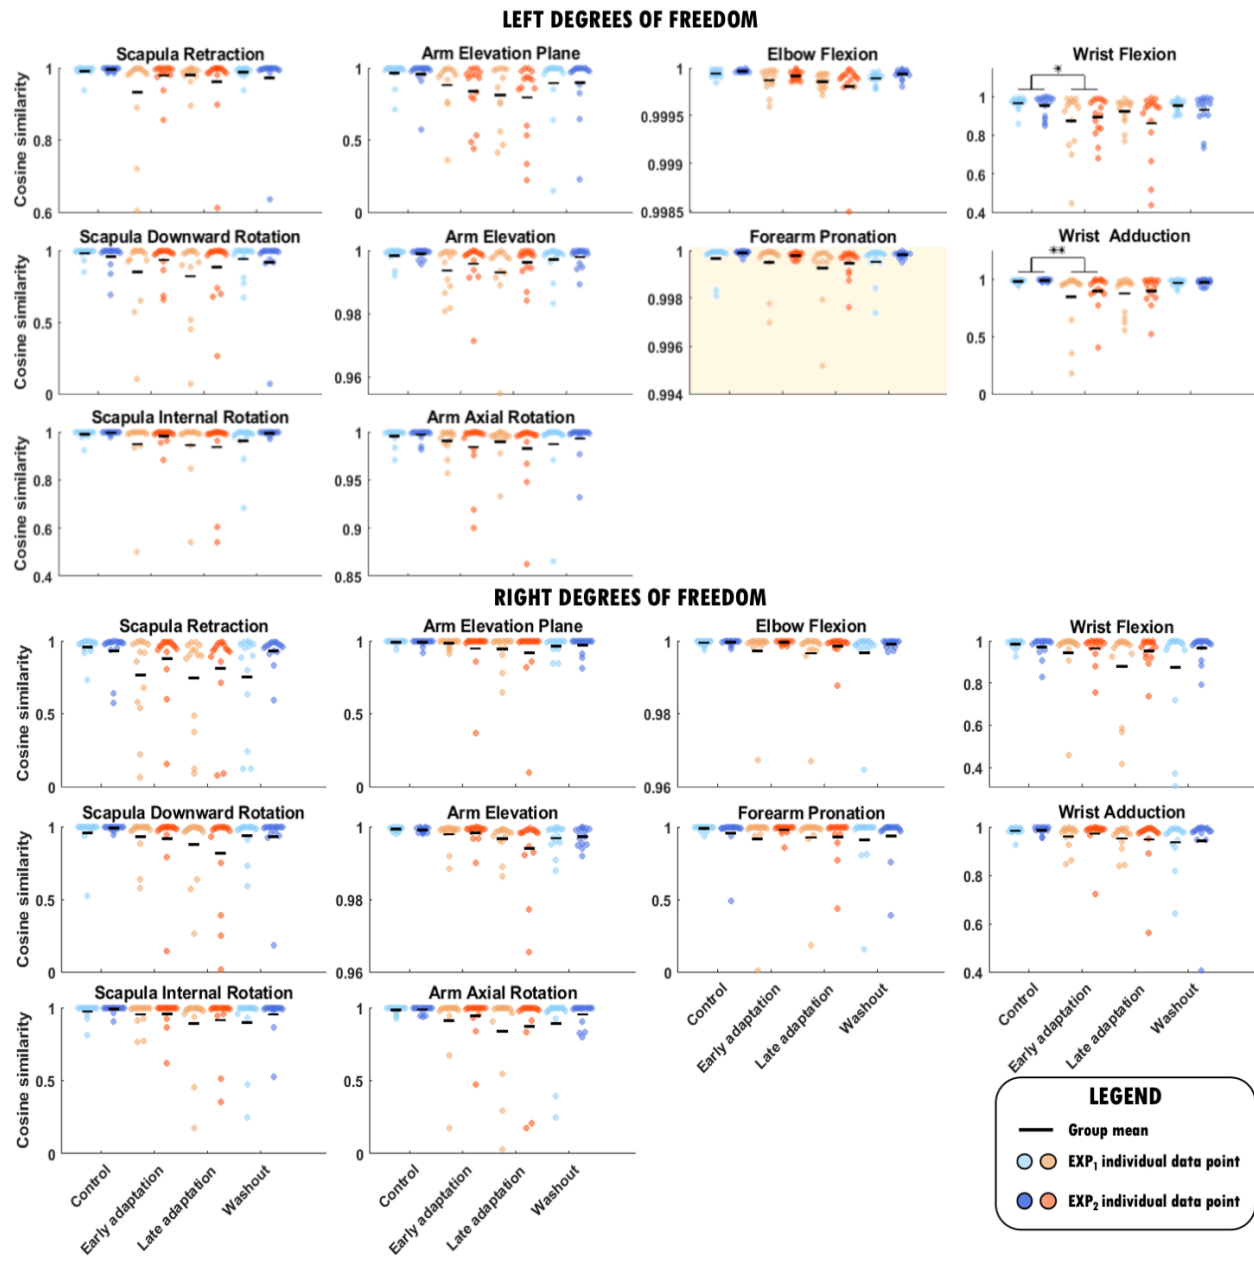 LEFT DEGREES OF FREEDOM
Scapula Retraction
Cosine similarity
1
0.8
0.6
Arm Elevation Plane
1
0.5
0
Elbow Flexion
1
0.9995
0.999
0.9985
Wrist Flexion
*
1
0.8
0.6
0.4
Scapula Downward Rotation
Cosine similarity
1
0.5
0
Arm Elevation
1
0.98
0.96
Forearm Pronation
1
0.998
0.996
0.994
Wrist Adduction
**
1
0.5
0
Scapula Internal Rotation
Cosine similarity
1
0.8
0.6
0.4
Arm Axial Rotation
1
0.95
0.9
0.85
RIGHT DEGREES OF FREEDOM
Scapula Retraction
Cosine similarity
1
0.5
0
Arm Elevation Plane
1
0.5
0
Elbow Flexion
1
0.98
0.96
Wrist Flexion
1
0.8
0.6
0.4
Scapula Downward Rotation
Cosine similarity
1
0.5
0
Arm Elevation
1
0.98
0.96
Forearm Pronation
1
0.5
0
Control
Early adaptation
Late adaptation
Washout
Wrist Adduction
1
0.8
0.6
0.4
Control
Early adaptation
Late adaptation
Washout
Scapula Internal Rotation
Cosine similarity
1
0.5
0
Control
Early adaptation
Late adaptation
Washout
Arm Axial Rotation
1
0.5
0
Control
Early adaptation
Late adaptation
Washout
LEGEND
Group mean
EXP1 individual data point
EXP2 individual data point